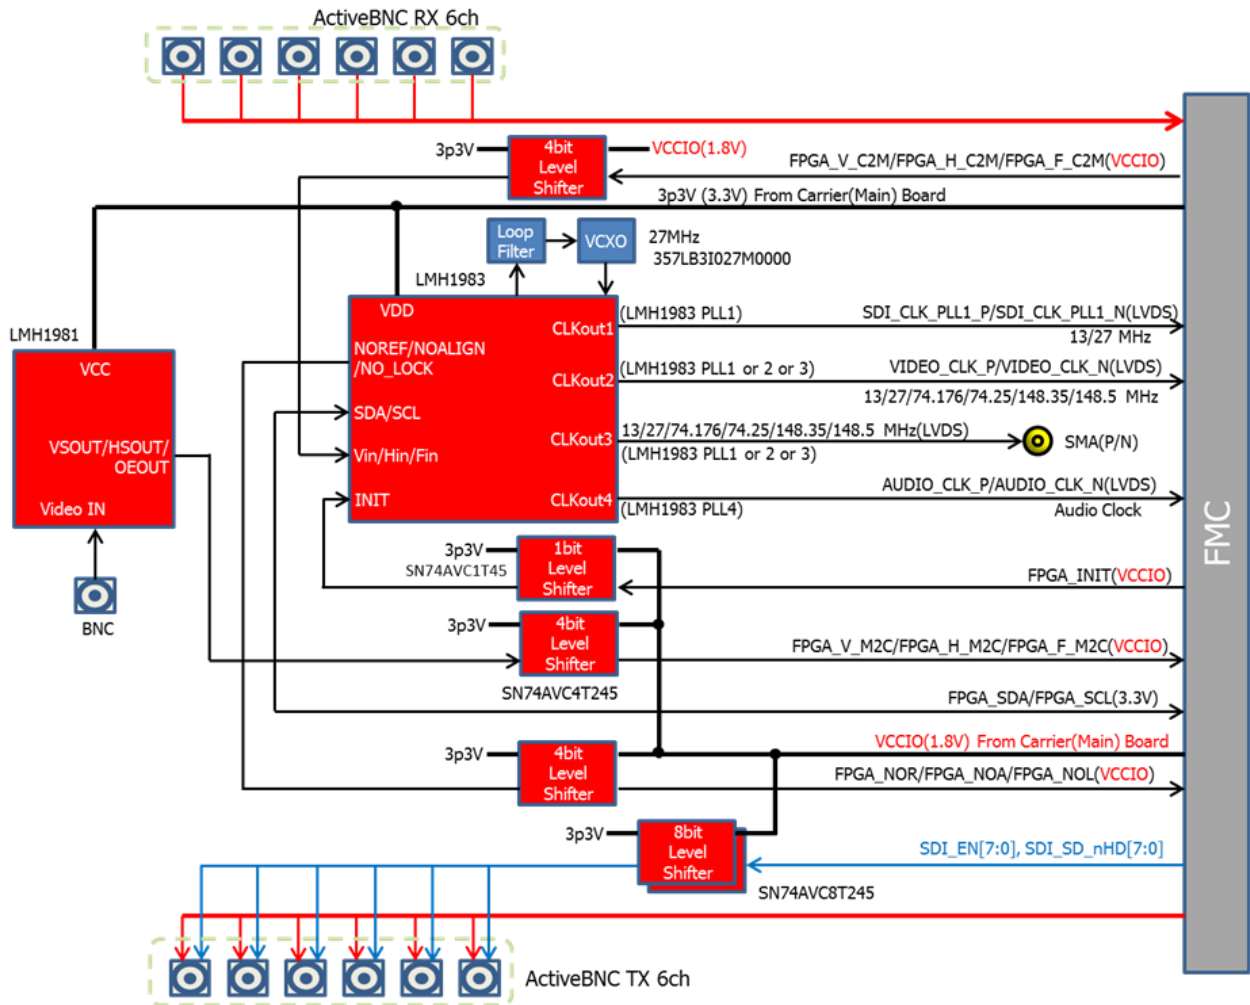 ActiveBNC RX 6ch
3p3V
4bit
Level
Shifter
VCCIO(1.8V)
FPGA_V_C2M/FPGA_H_C2M/FPGA_F_C2M(VCCIO)
3p3V (3.3V) From Carrier(Main) Board
Loop
Filter
VCXO
27MHz
357LB3I027M0000
LMH1983
VDD
NOREF/NOALIGN
/NO_LOCK
SDA/SCL
Vin/Hin/Fin
INIT
CLKout1
CLKout2
CLKout3
CLKout4
(LMH1983 PLL1)
SDI_CLK_PLL1_P/SDI_CLK_PLL1_N(LVDS)
13/27 MHz
(LMH1983 PLL1 or 2 or 3)
VIDEO_CLK_P/VIDEO_CLK_N(LVDS)
13/27/74.176/74.25/148.35/148.5 MHz
13/27/74.176/74.25/148.35/148.5 MHz(LVDS)
(LMH1983 PLL1 or 2 or 3)
SMA(P/N)
AUDIO_CLK_P/AUDIO_CLK_N(LVDS)
(LMH1983 PLL4)
Audio Clock
LMH1981
VCC
VSOUT/HSOUT/
OEOUT
Video IN
BNC
3p3V
SN74AVC1T45
1bit
Level
Shifter
FPGA_INIT(VCCIO)
3p3V
4bit
Level
Shifter
SN74AVC4T245
FPGA_V_M2C/FPGA_H_M2C/FPGA_F_M2C(VCCIO)
FPGA_SDA/FPGA_SCL(3.3V)
VCCIO(1.8V) From Carrier(Main) Board
3p3V
4bit
Level
Shifter
FPGA_NOR/FPGA_NOA/FPGA_NOL(VCCIO)
3p3V
8bit
Level
Shifter
SN74AVC8T245
SDI_EN[7:0], SDI_SD_nHD[7:0]
FMC
ActiveBNC TX 6ch